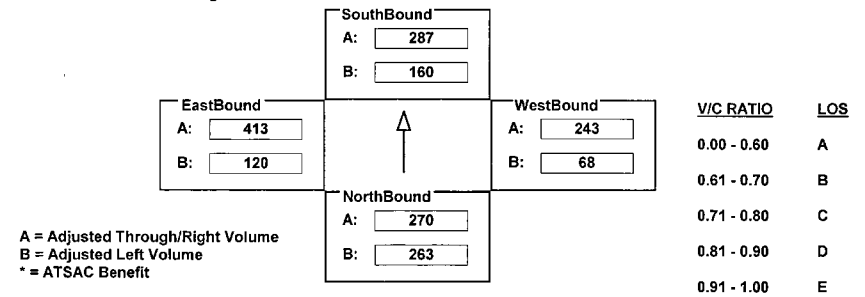 SouthBound
A: 287
B: 160
EastBound
A: 413
B: 120
WestBound
A: 243
B: 68
NorthBound
A: 270
B: 263
A = Adjusted Through/Right Volume
B = Adjusted Left Volume
* = ATSAC Benefit
V/C RATIO LOS
0.00 - 0.60 A
0.61 - 0.70 B
0.71 - 0.80 C
0.81 - 0.90 D
0.91 - 1.00 E